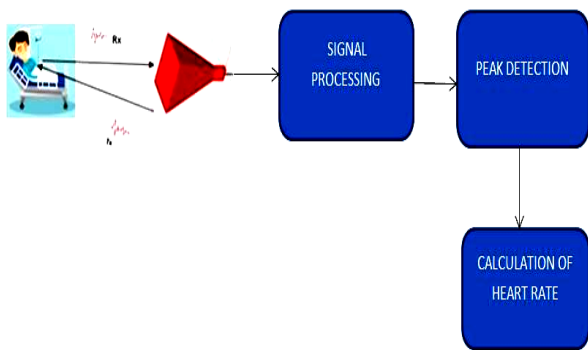 Rx
SIGNAL
PROCESSING
PEAK DETECTION
CALCULATION OF
HEART RATE